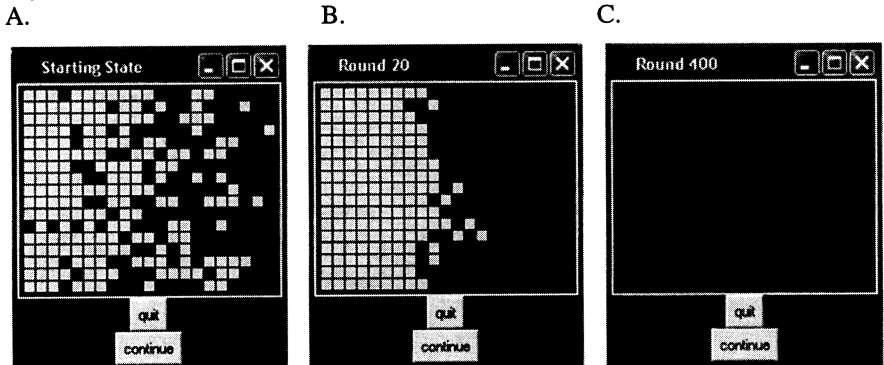 A.
B.
C.
Starting State
Round 20
Round 400
quit
continue
quit
continue
quit
continue